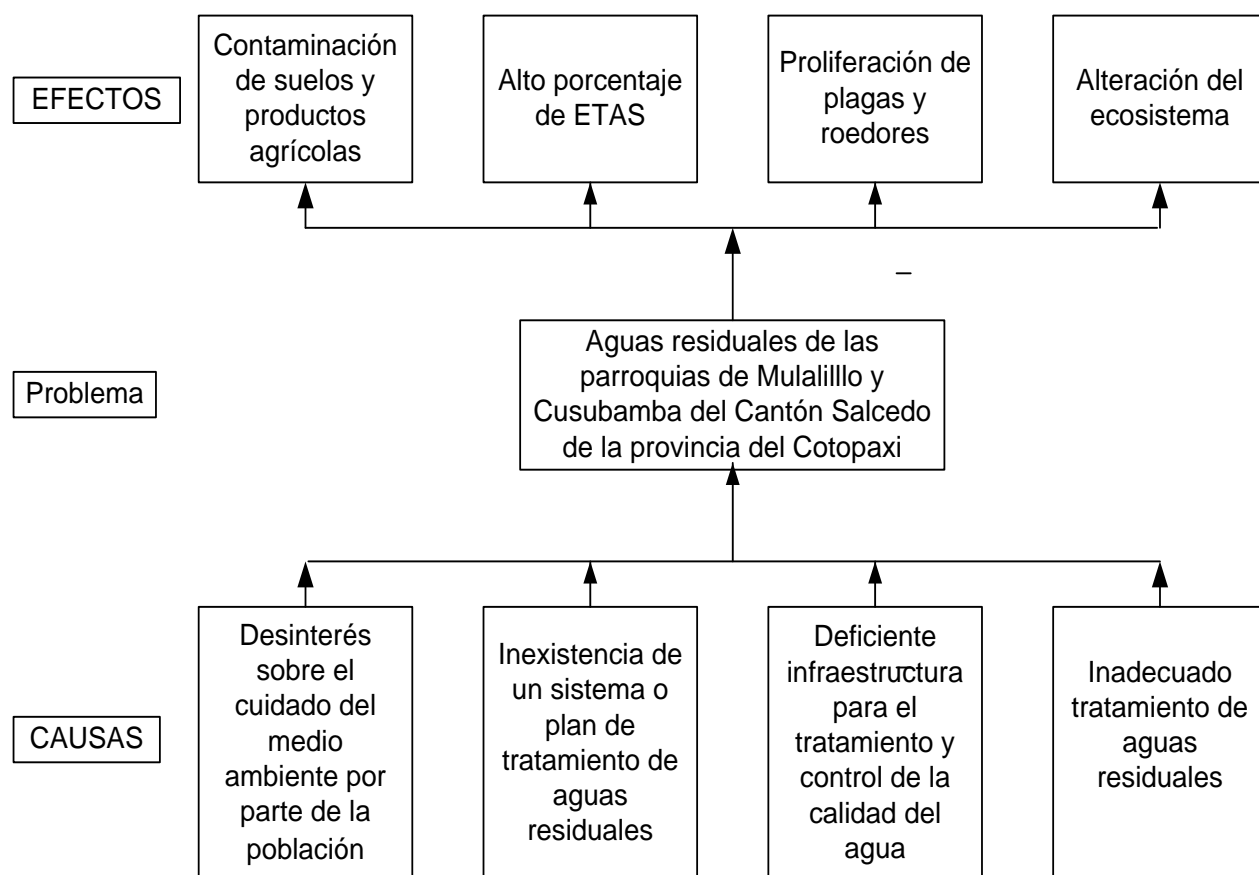 EFECTOS
Contaminación
de suelos y
productos
agrícolas
Alto porcentaje
de ETAS
Proliferación de
plagas y
roedores
Alteración del
ecosistema
Problema
Aguas residuales de las
parroquias de Mulalilllo y
Cusubamba del Cantón Salcedo
de la provincia del Cotopaxi
CAUSAS
Desinterés
sobre el
cuidado del
medio
ambiente por
parte de la
población
Inexistencia de
un sistema o
plan de
tratamiento de
aguas
residuales
Deficiente
infraestructura
para el
tratamiento y
control de la
calidad del
agua
Inadecuado
tratamiento de
aguas
residuales